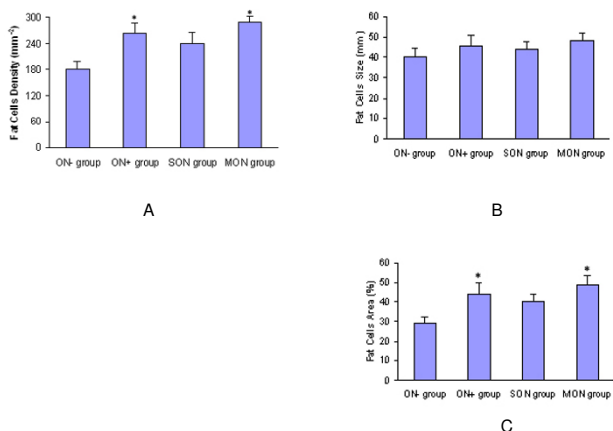 Fat Cells Density (mm-2)
300
240
180
120
60
0
*
*
ON- group ON+ group SON group MON group
A
Fat Cells Size (mm)
60
50
40
30
20
10
0
ON- group ON+ group SON group MON group
B
Fat Cells Area (%)
60
50
40
30
20
10
0
*
*
ON- group ON+ group SON group MON group
C